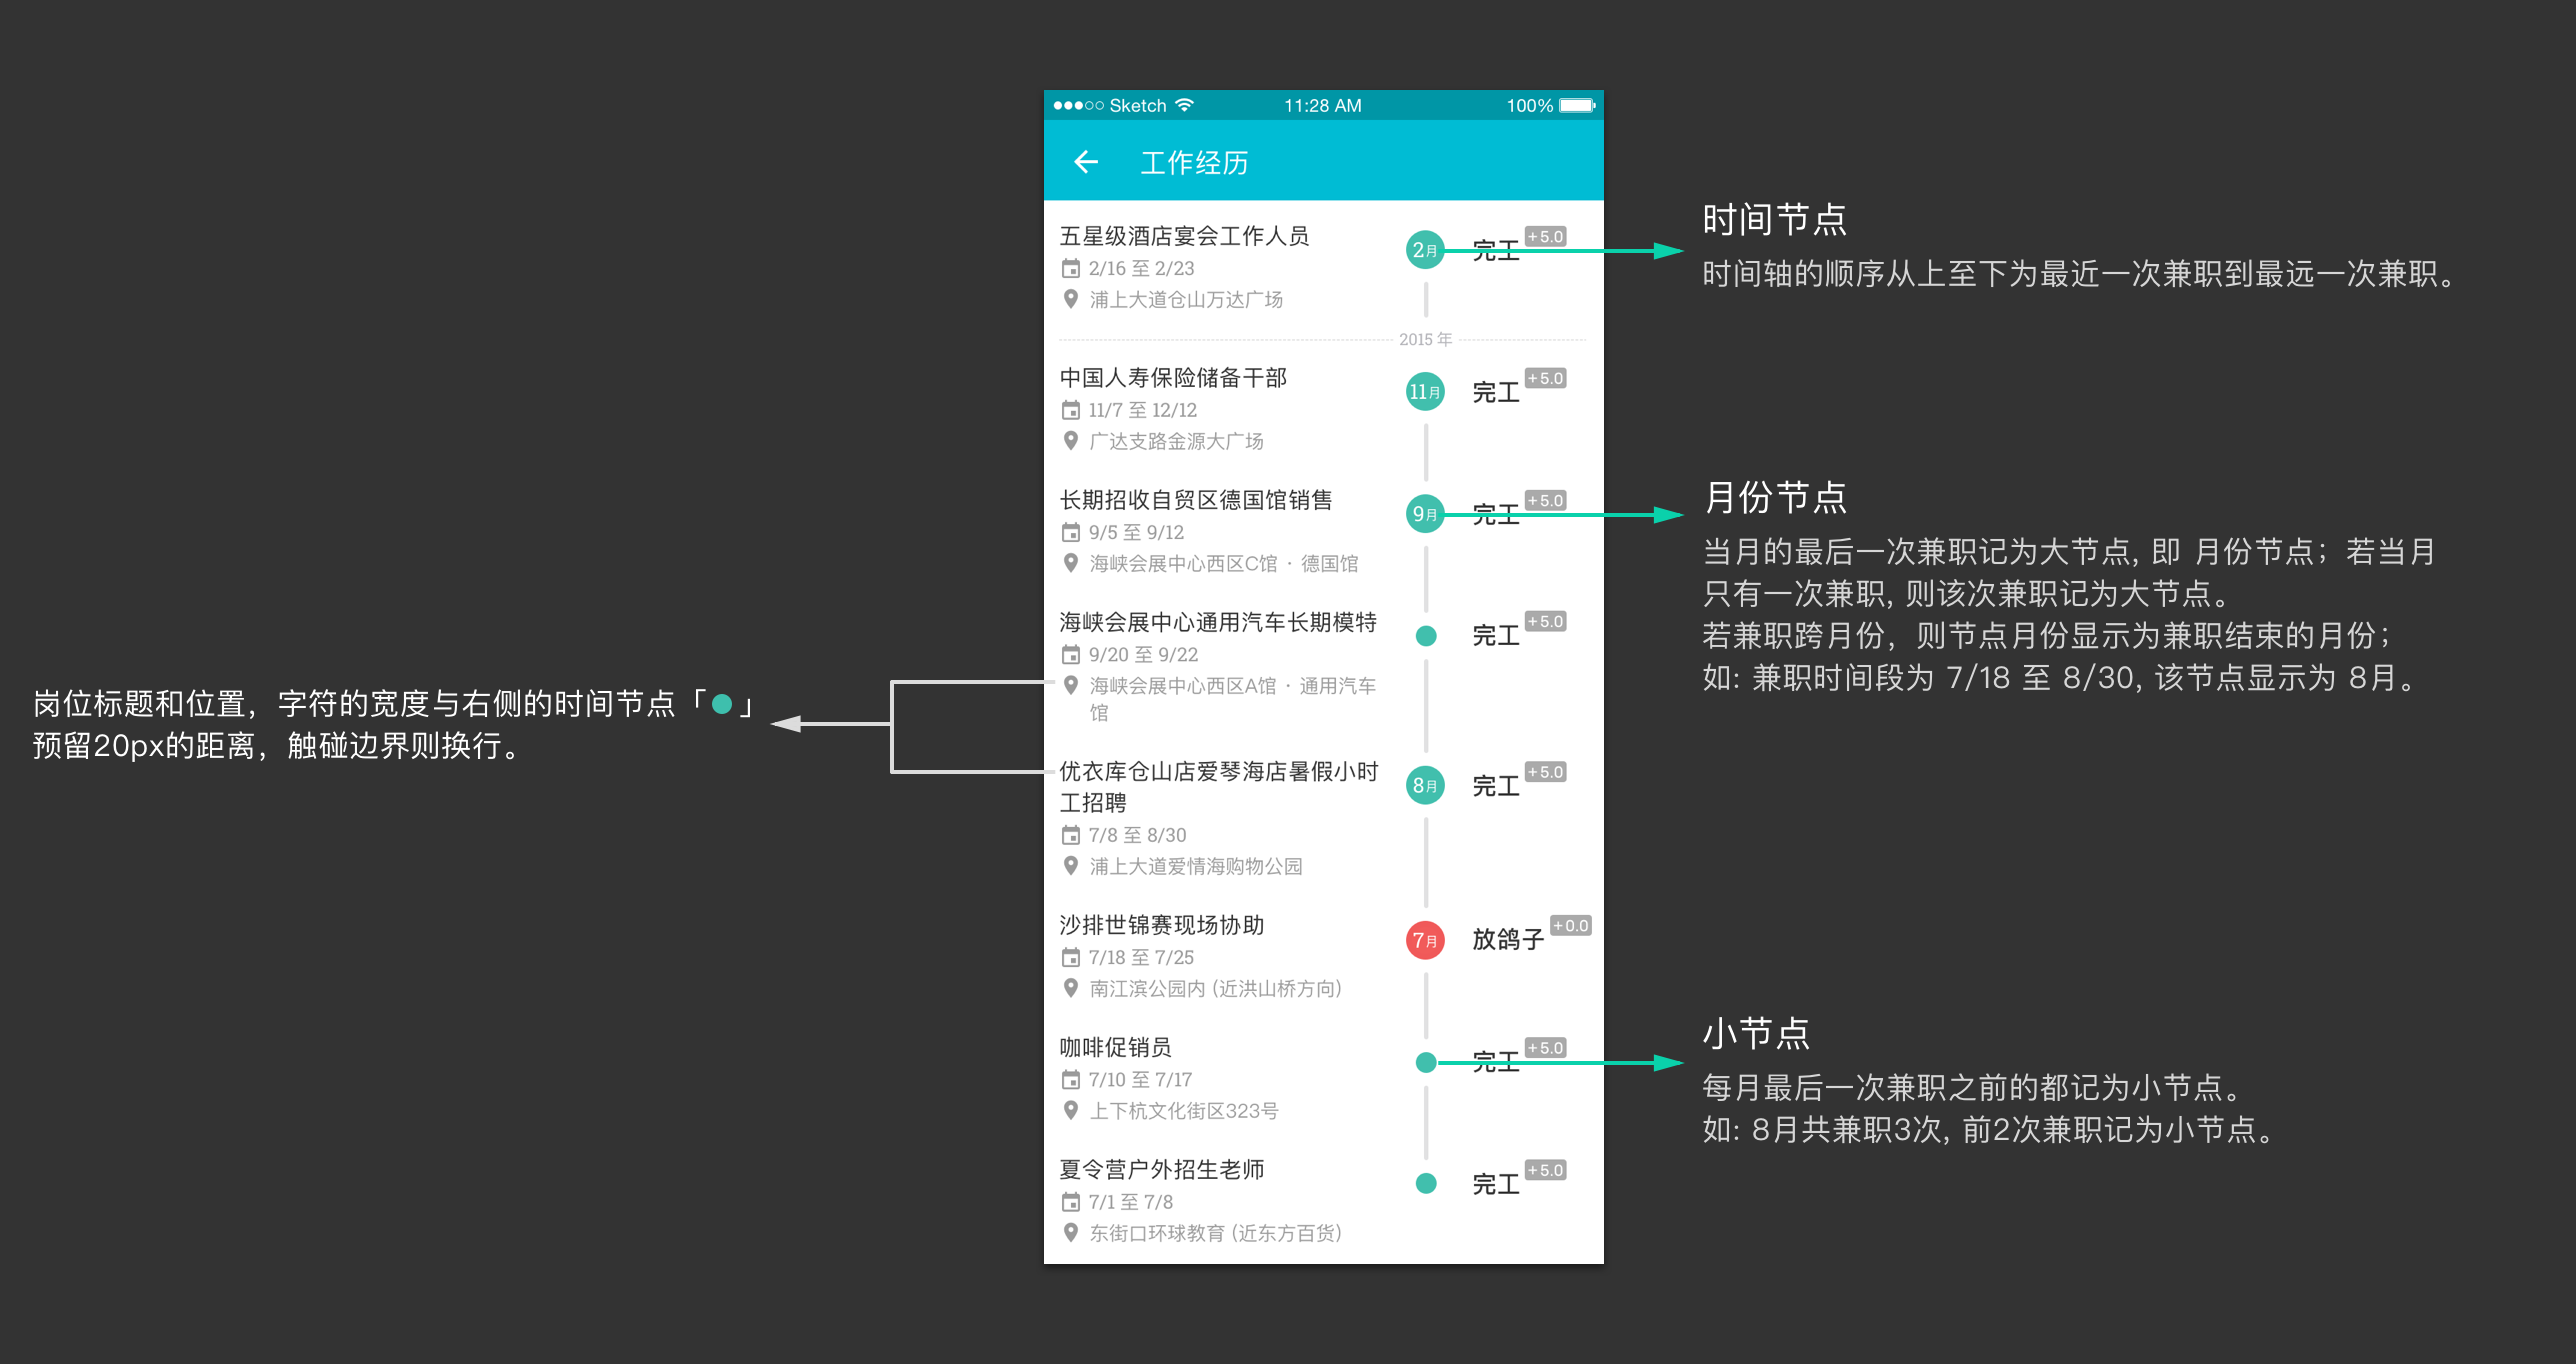 Sketch 11:28 AM 100%
工作经历
五星级酒店宴会工作人员
2/16 至 2/23
浦上大道仓山万达广场
2月
完工 +5.0
2015 年
中国人寿保险储备干部
11/7 至 12/12
广达支路金源大广场
11月
完工 +5.0
长期招收自贸区德国馆销售
9/5 至 9/12
海峡会展中心西区C馆 · 德国馆
9月
完工 +5.0
海峡会展中心通用汽车长期模特
9/20 至 9/22
海峡会展中心西区A馆 · 通用汽车
馆
完工 +5.0
优衣库仓山店爱琴海店暑假小时
工招聘
7/8 至 8/30
浦上大道爱情海购物公园
8月
完工 +5.0
沙排世锦赛现场协助
7/18 至 7/25
南江滨公园内 (近洪山桥方向)
7月
放鸽子 +0.0
咖啡促销员
7/10 至 7/17
上下杭文化街区323号
完工 +5.0
夏令营户外招生老师
7/1 至 7/8
东街口环球教育 (近东方百货)
完工 +5.0
岗位标题和位置，字符的宽度与右侧的时间节点「●」
预留20px的距离，触碰边界则换行。
时间节点
时间轴的顺序从上至下为最近一次兼职到最远一次兼职。
月份节点
当月的最后一次兼职记为大节点, 即 月份节点；若当月
只有一次兼职, 则该次兼职记为大节点。
若兼职跨月份，则节点月份显示为兼职结束的月份；
如: 兼职时间段为 7/18 至 8/30, 该节点显示为 8月。
小节点
每月最后一次兼职之前的都记为小节点。
如: 8月共兼职3次, 前2次兼职记为小节点。